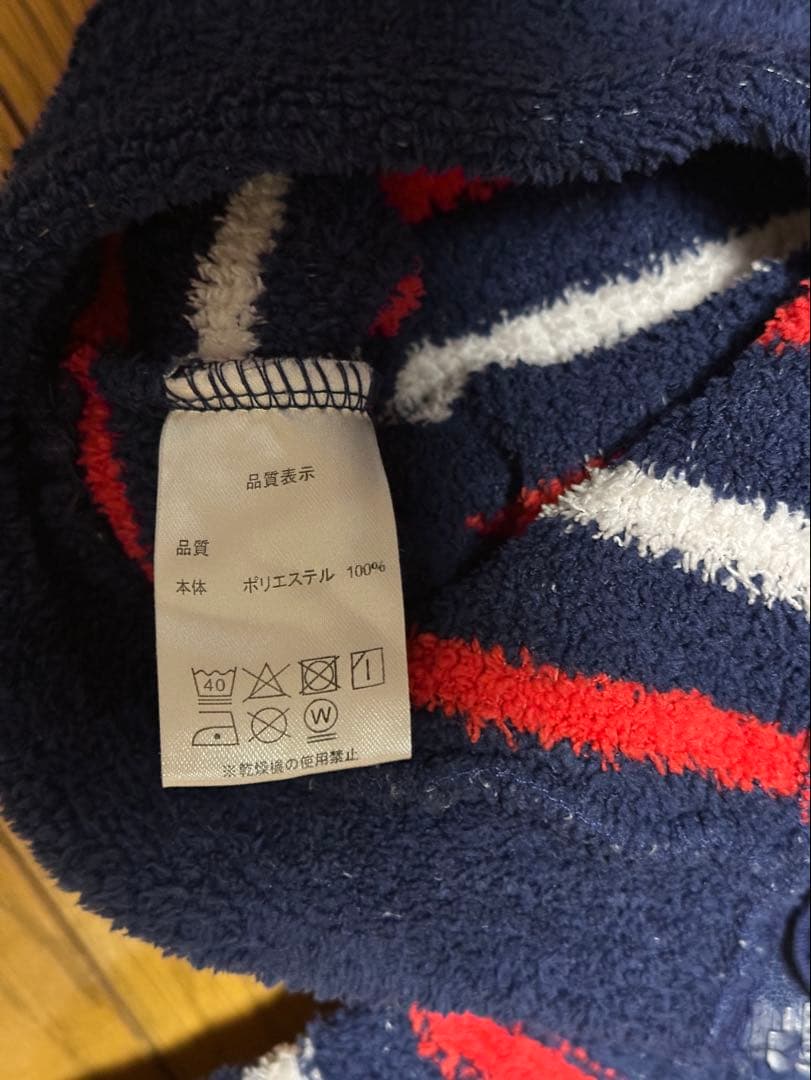 品質表示
品質
本体 ポリエステル 100%
40
W
※乾燥機の使用禁止